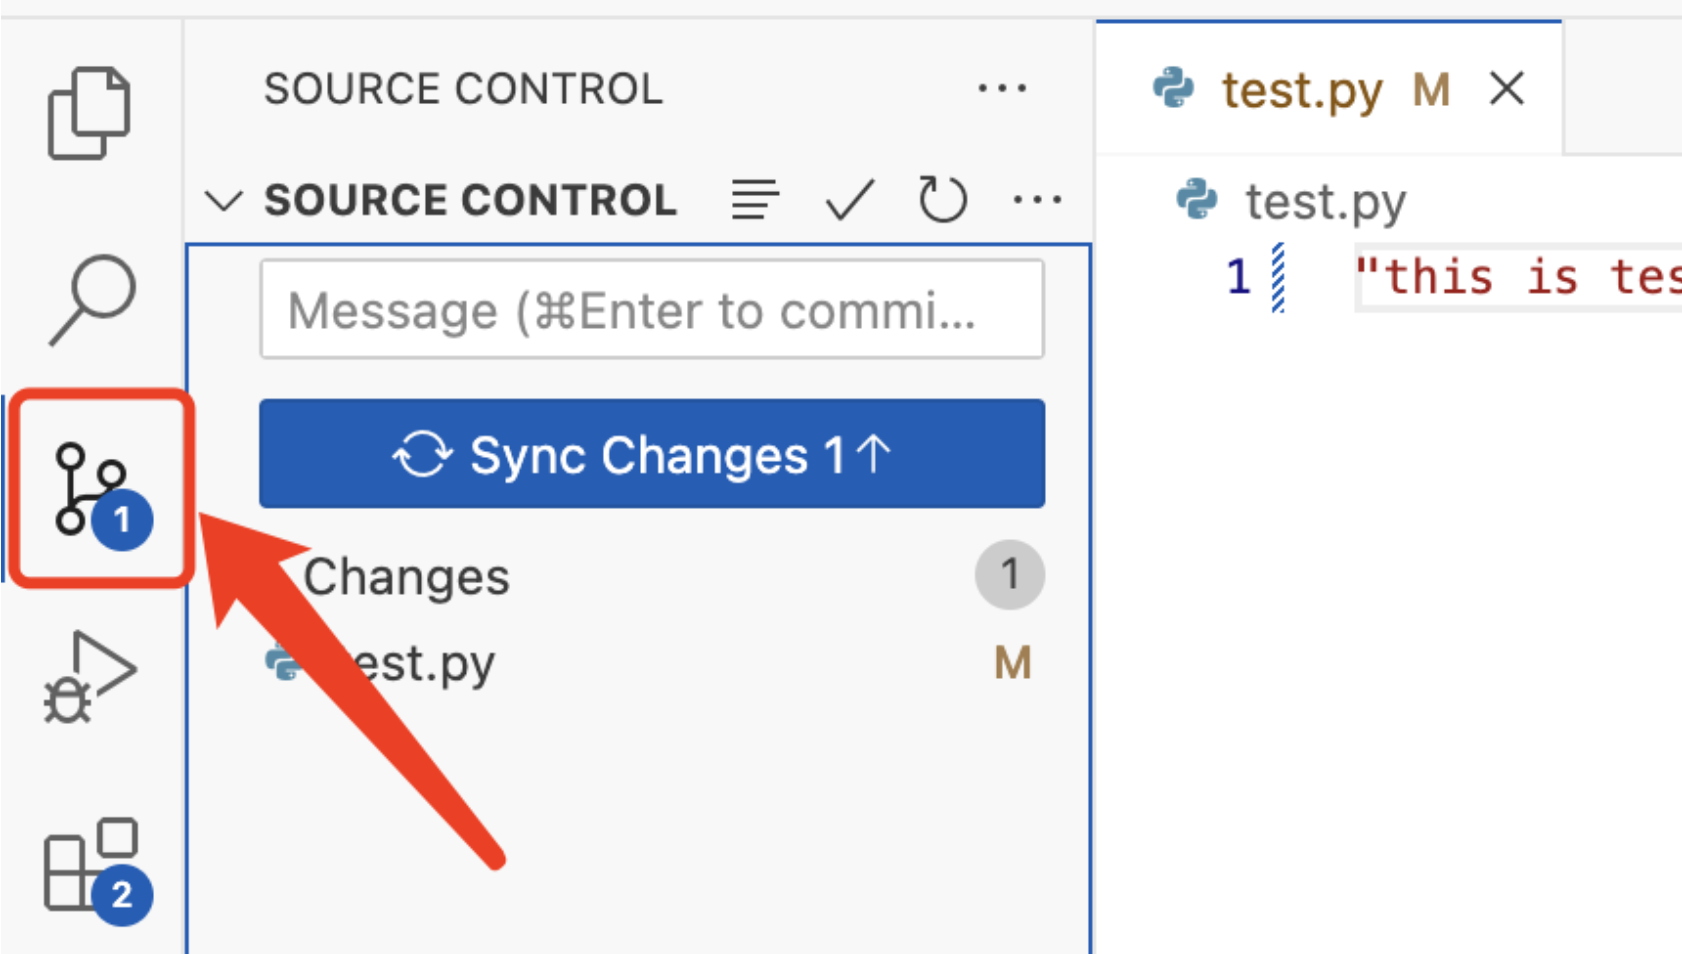 SOURCE CONTROL ...
SOURCE CONTROL ...
Message (⌘Enter to commi...
Sync Changes 1↑
Changes 1
est.py M
1
2
test.py M
test.py
1 "this is tes